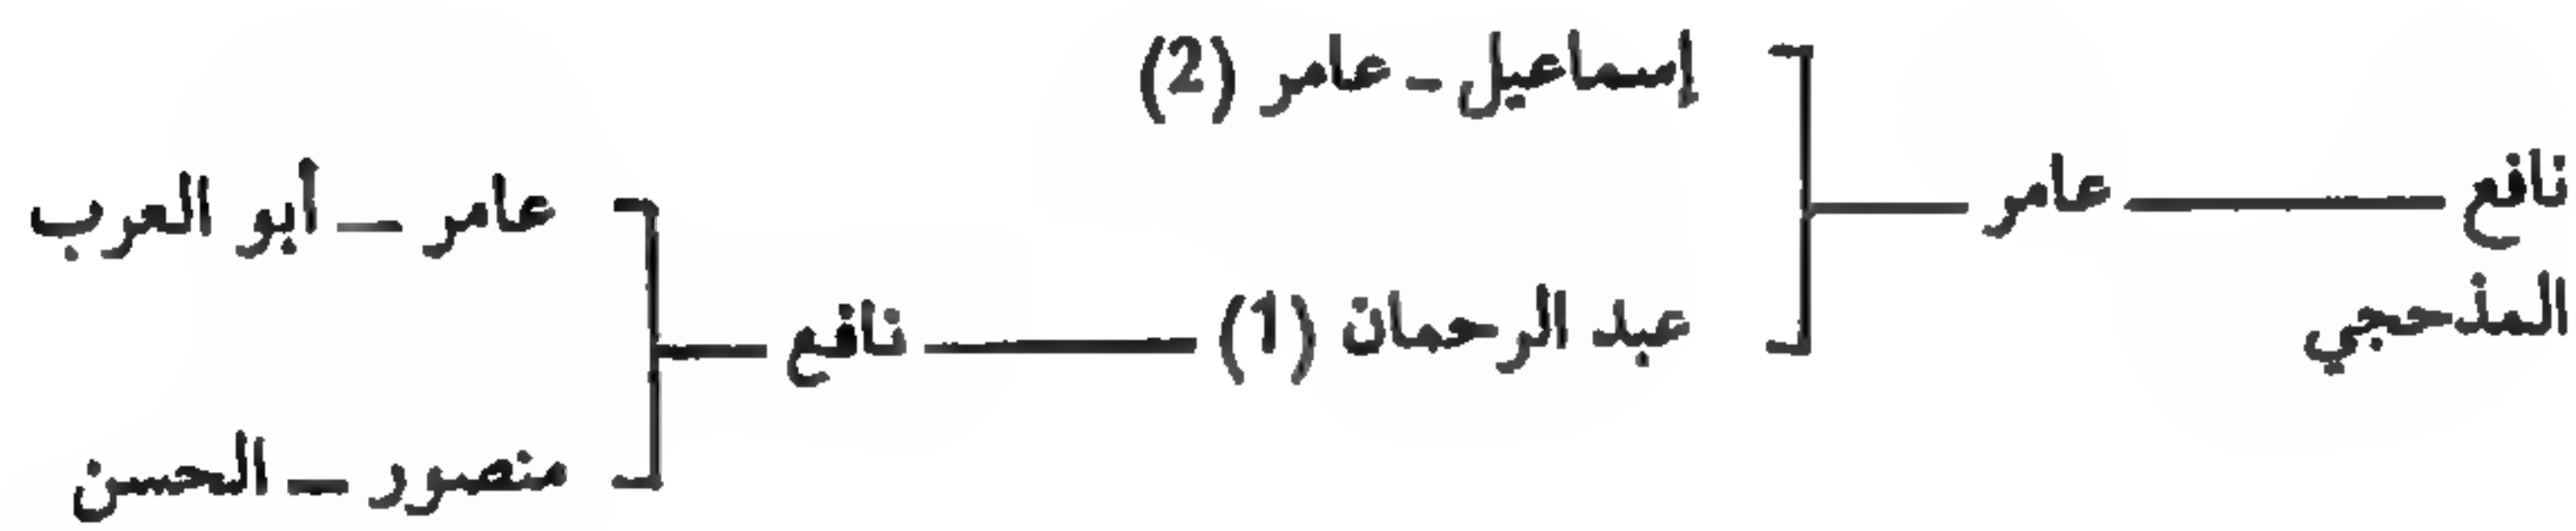 إسماعيل - عامر (2)
نافع — عامر
عامر – أبو العرب
المذحجي
عبد الرحمان (1) — نافع
منصور – الحسن